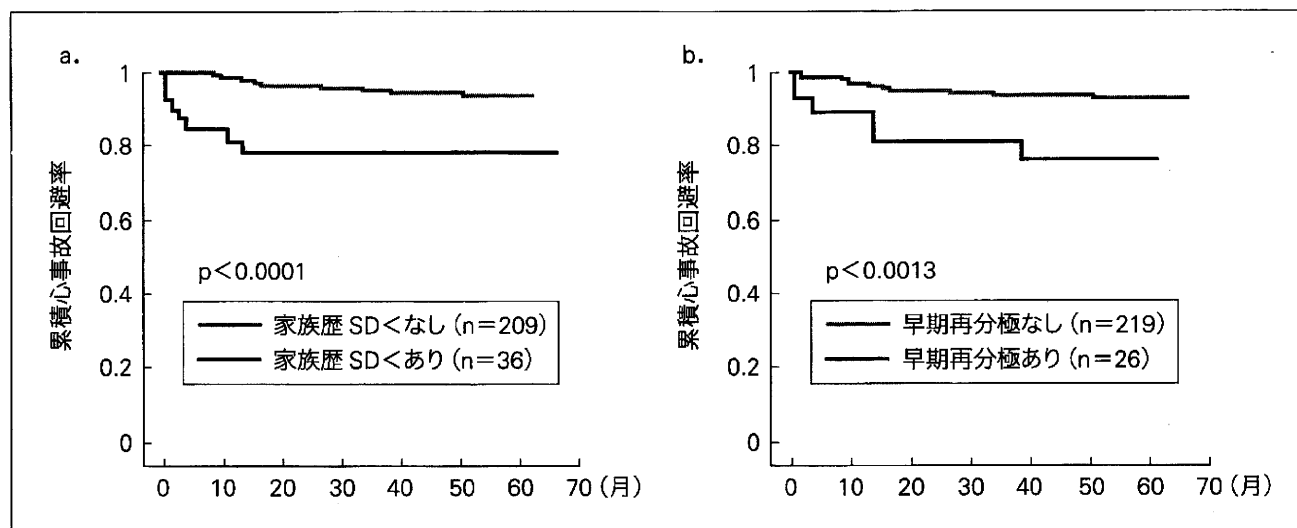 a.
累積心事故回避率
1
0.8
0.6
0.4
0.2
0
p<0.0001
家族歴 SD<なし (n=209)
家族歴 SD<あり (n=36)
0 10 20 30 40 50 60 70 (月)
b.
累積心事故回避率
1
0.8
0.6
0.4
0.2
0
p<0.0013
早期再分極なし (n=219)
早期再分極あり (n=26)
0 10 20 30 40 50 60 70 (月)